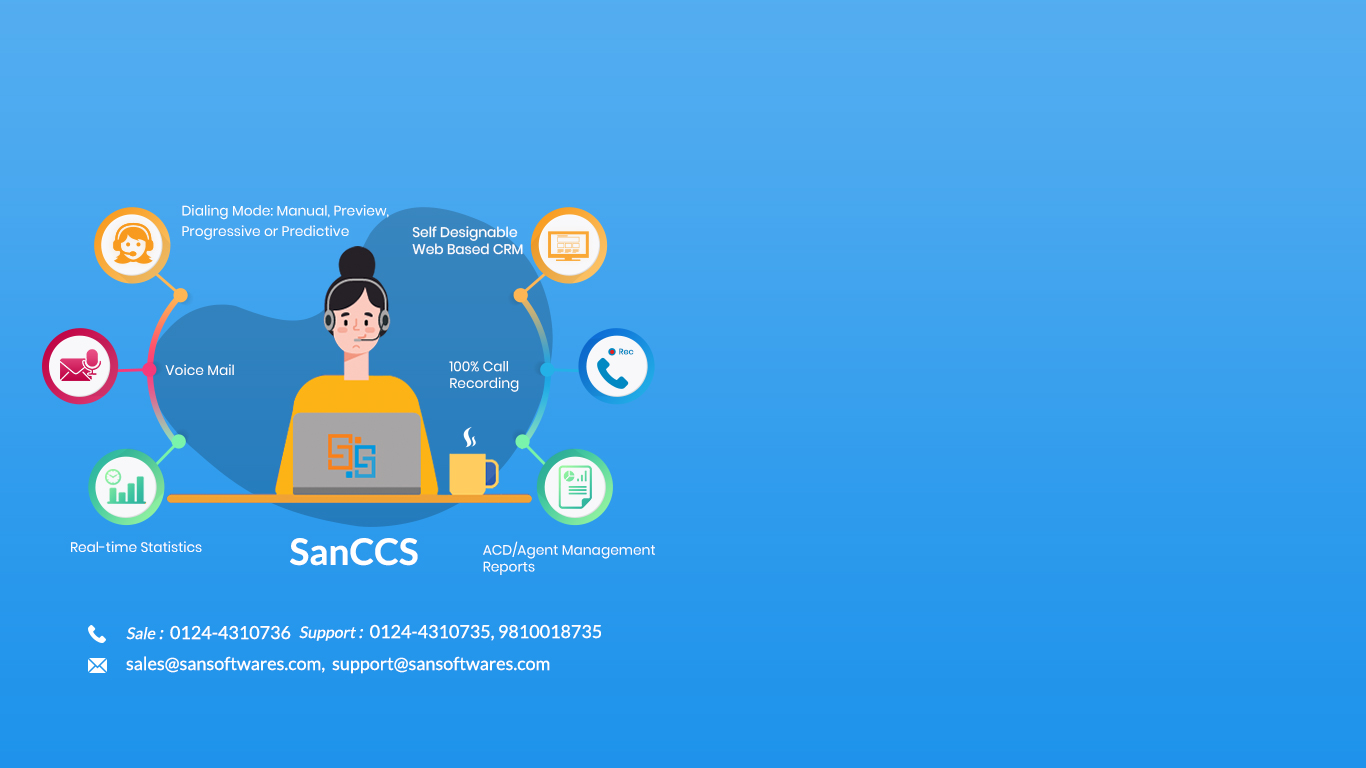 Dialing Mode: Manual, Preview,
Progressive or Predictive
Self Designable
Web Based CRM
Rec
Voice Mail
100% Call
Recording
SS
Real-time Statistics
SanCCS
ACD/Agent Management
Reports
Sale : 0124-4310736 Support : 0124-4310735, 9810018735
sales@sansoftwares.com, support@sansoftwares.com